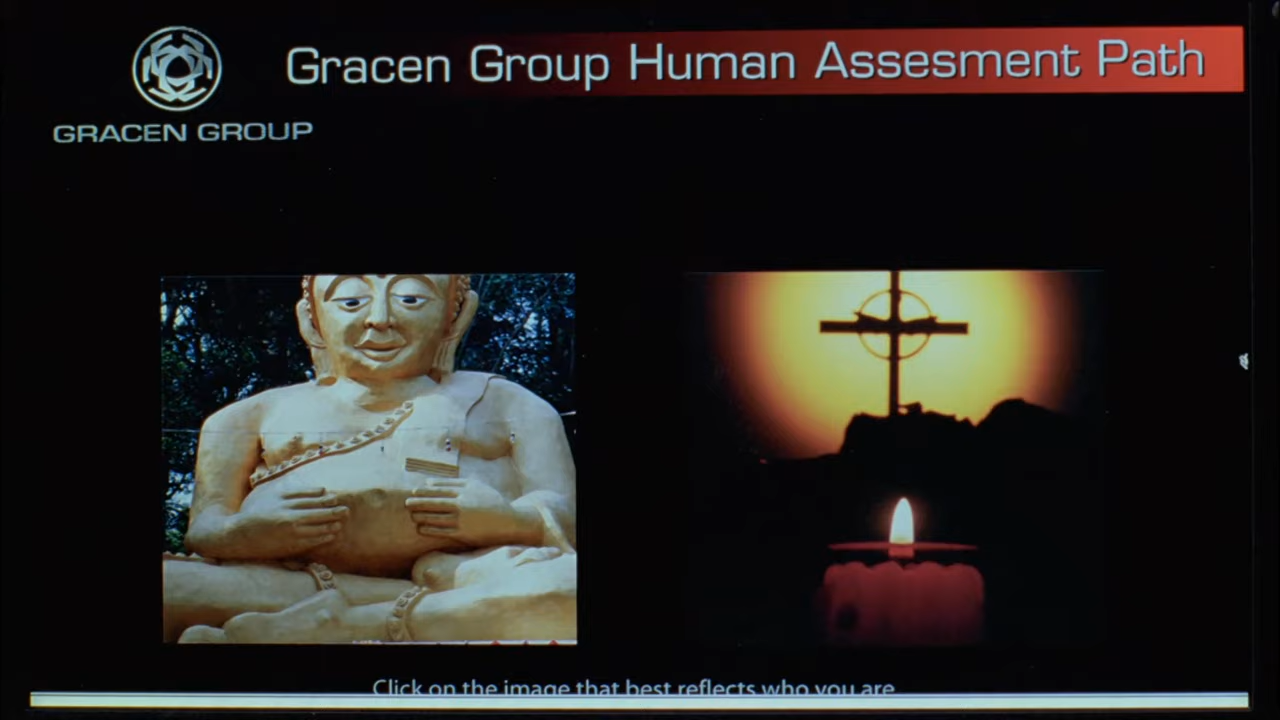 Gracen Group Human Assesment Path
GRACEN GROUP
Click on the image that best reflects who you are